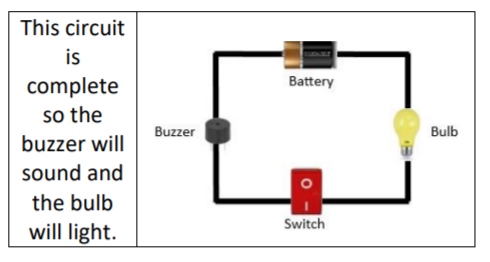 This circuit
is
complete
so the
buzzer will
sound and
the bulb
will light.
Battery
Buzzer
Bulb
Switch